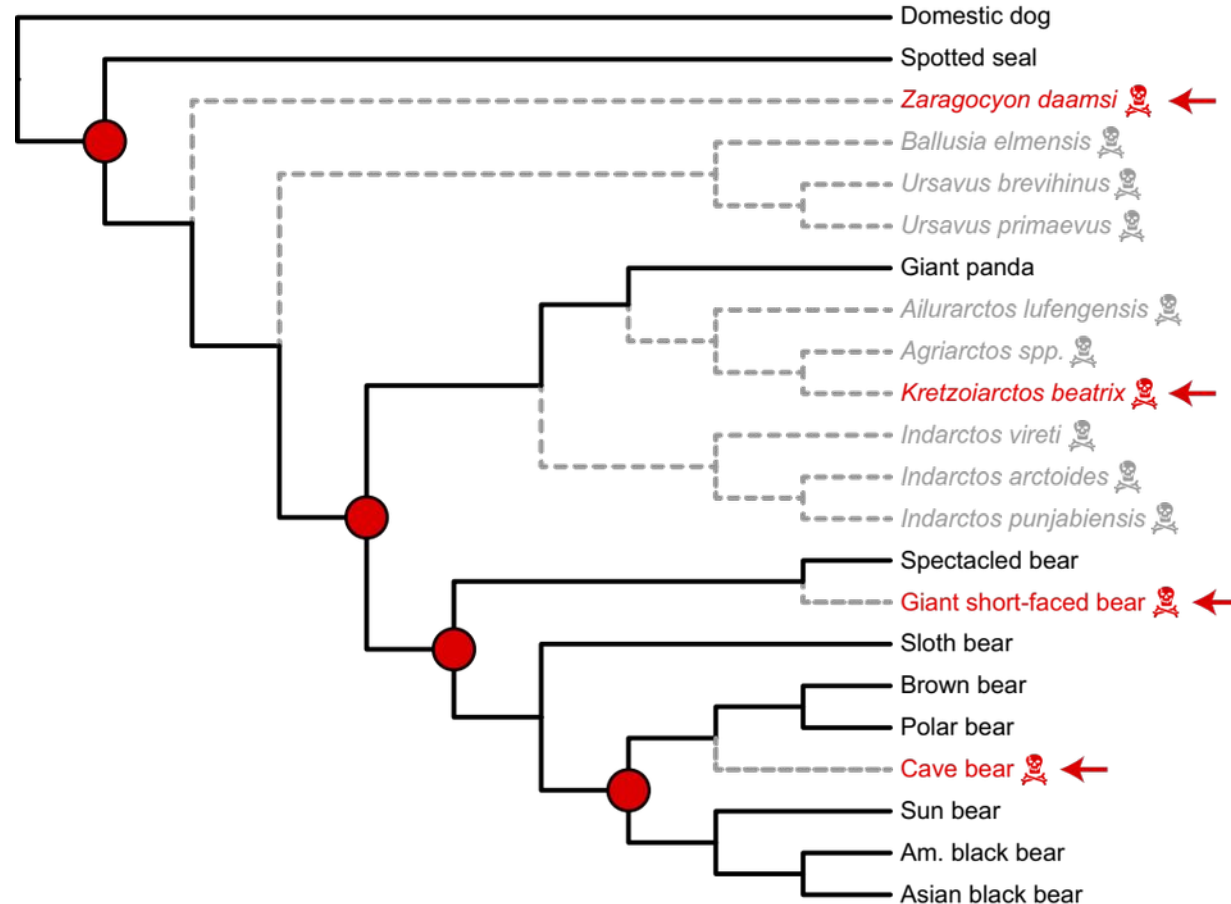 Domestic dog
Spotted seal
Zaragocyon daamsi
Ballusia elmensis
Ursavus brevihinus
Ursavus primaevus
Giant panda
Ailurarctos lufengensis
Agriarctos spp.
Kretzoiarctos beatrix
Indarctos vireti
Indarctos arctoides
Indarctos punjabiensis
Spectacled bear
Giant short-faced bear
Sloth bear
Brown bear
Polar bear
Cave bear
Sun bear
Am. black bear
Asian black bear